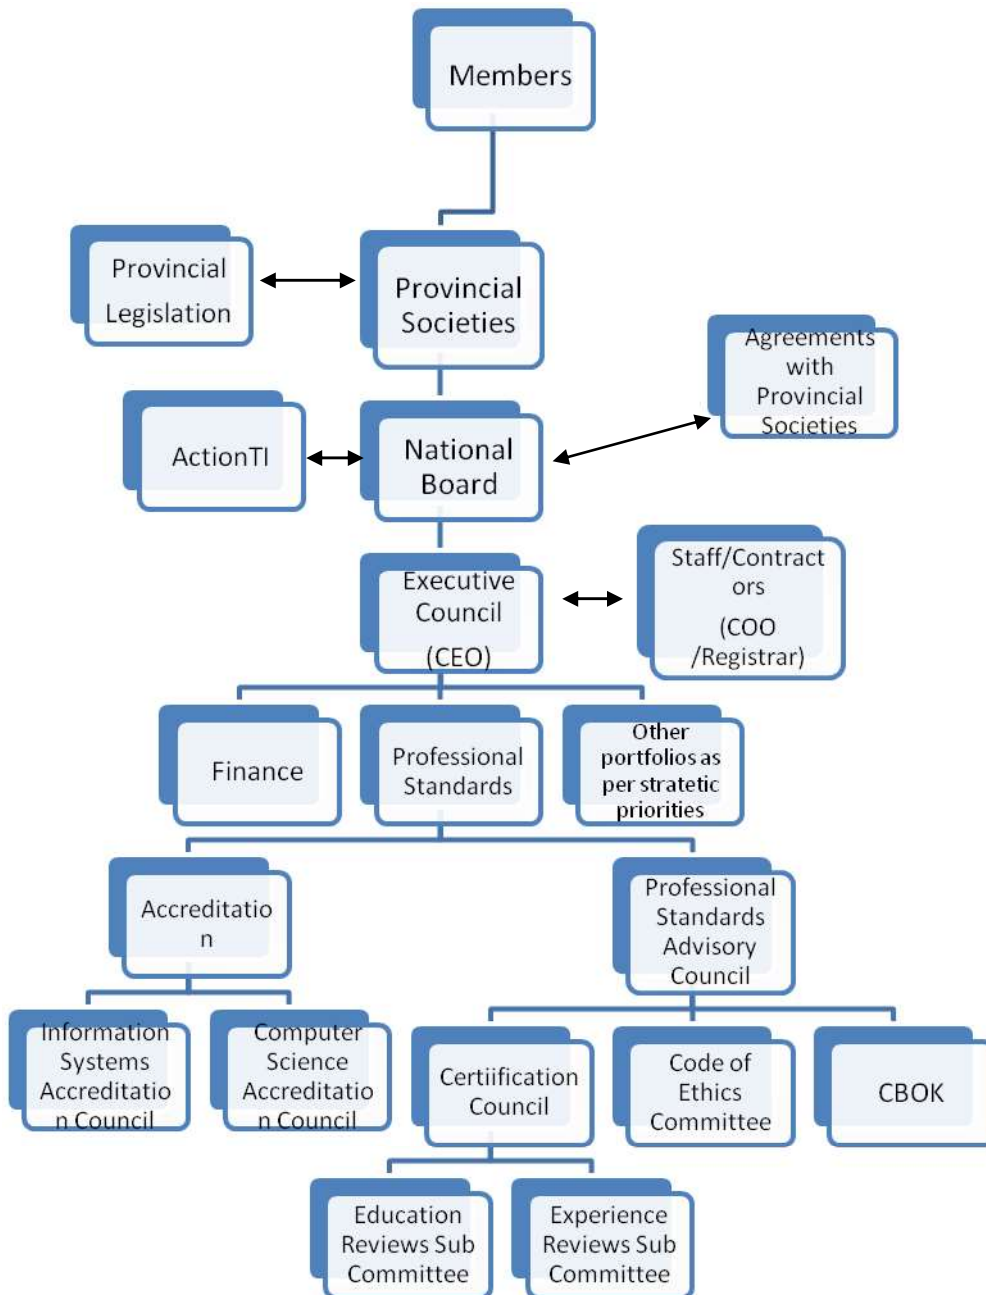 Members
Provincial
Legislation
Provincial
Societies
Agreements
with
Provincial
Societies
ActionTI
National
Board
Executive
Council
(CEO)
Staff/Contract
ors
(COO
/Registrar)
Finance
Professional
Standards
Other
portfolios as
per stratetic
priorities
Accreditatio
n
Professional
Standards
Advisory
Council
Information
Systems
Accreditatio
n Council
Computer
Science
Accreditatio
n Council
Certiification
Council
Code of
Ethics
Committee
CBOK
Education
Reviews Sub
Committee
Experience
Reviews Sub
Committee